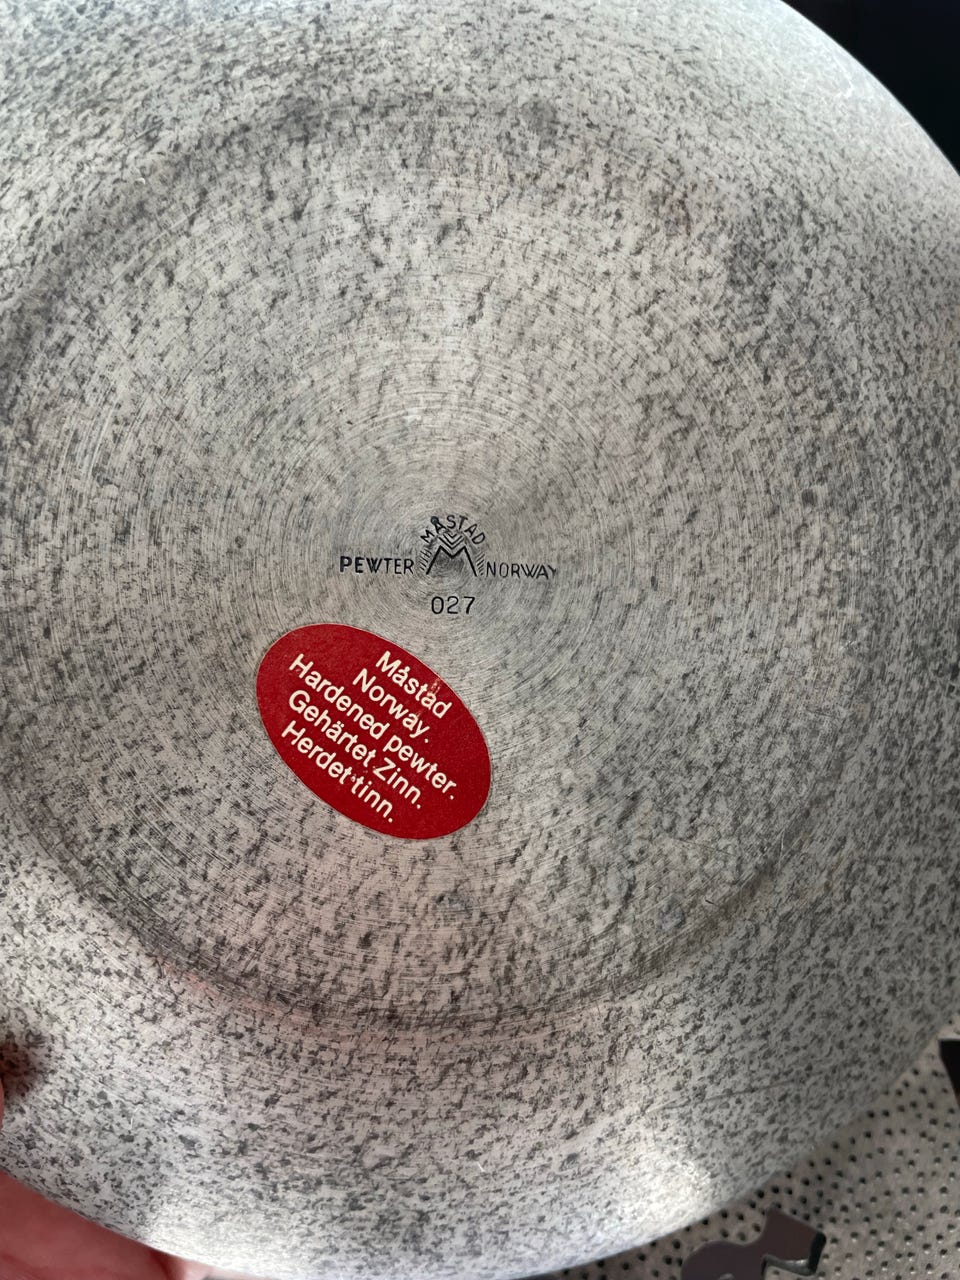 MÅSTAD
PEWTER M NORWAY
027
Måstad
Norway.
Hardened pewter.
Gehärtet Zinn.
Herdet tinn.